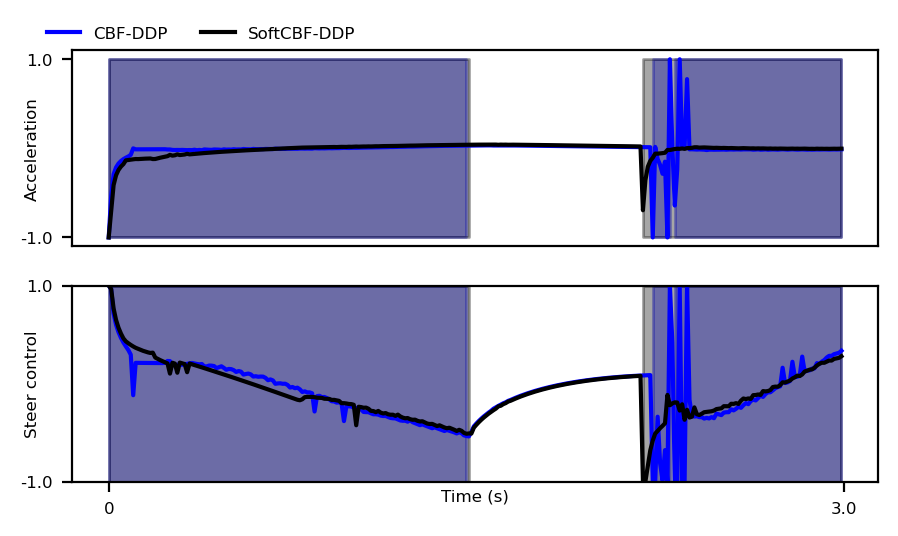 CBF-DDP SoftCBF-DDP
1.0
Acceleration
-1.0
1.0
Steer control
-1.0
0 Time (s) 3.0